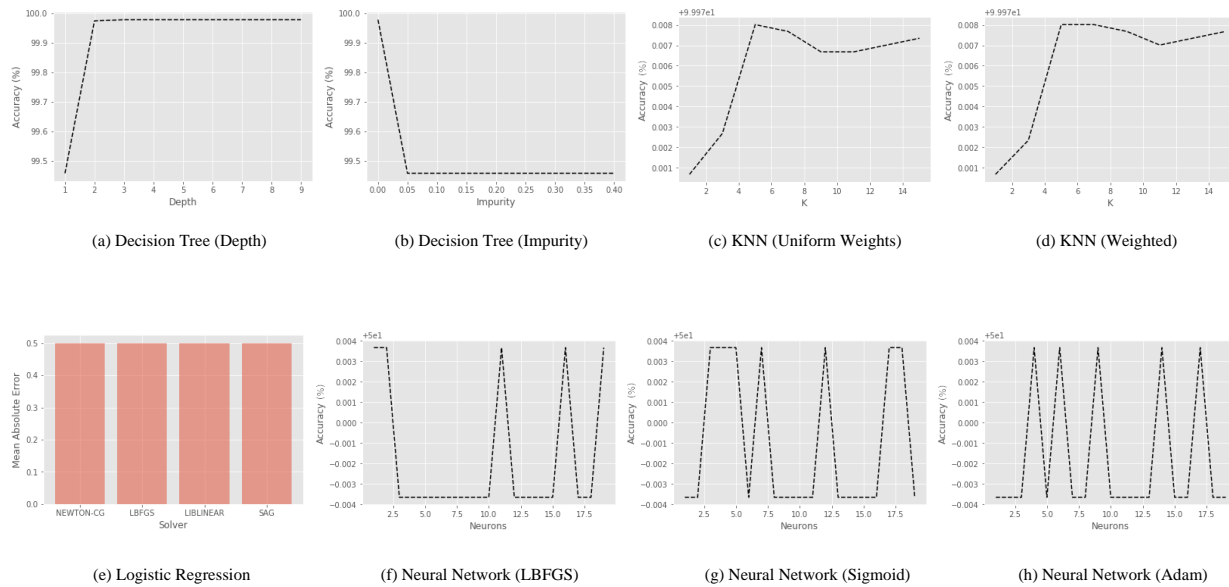 100.0
99.9
99.8
99.7
99.6
99.5
Accuracy (%)
1 2 3 4 5 6 7 8 9
Depth
(a) Decision Tree (Depth)
100.0
99.9
99.8
99.7
99.6
99.5
Accuracy (%)
0.00 0.05 0.10 0.15 0.20 0.25 0.30 0.35 0.40
Impurity
(b) Decision Tree (Impurity)
+9.997e1
0.008
0.007
0.006
0.005
0.004
0.003
0.002
0.001
Accuracy (%)
2 4 6 8 10 12 14
K
(c) KNN (Uniform Weights)
+9.997e1
0.008
0.007
0.006
0.005
0.004
0.003
0.002
0.001
Accuracy (%)
2 4 6 8 10 12 14
K
(d) KNN (Weighted)
0.5
0.4
0.3
0.2
0.1
0.0
Mean Absolute Error
NEWTON-CG LBFGS LIBLINEAR SAG
Solver
(e) Logistic Regression
+5e1
0.004
0.003
0.002
0.001
0.000
−0.001
−0.002
−0.003
−0.004
Accuracy (%)
2.5 5.0 7.5 10.0 12.5 15.0 17.5
Neurons
(f) Neural Network (LBFGS)
+5e1
0.004
0.003
0.002
0.001
0.000
−0.001
−0.002
−0.003
−0.004
Accuracy (%)
2.5 5.0 7.5 10.0 12.5 15.0 17.5
Neurons
(g) Neural Network (Sigmoid)
+5e1
0.004
0.003
0.002
0.001
0.000
−0.001
−0.002
−0.003
−0.004
Accuracy (%)
2.5 5.0 7.5 10.0 12.5 15.0 17.5
Neurons
(h) Neural Network (Adam)